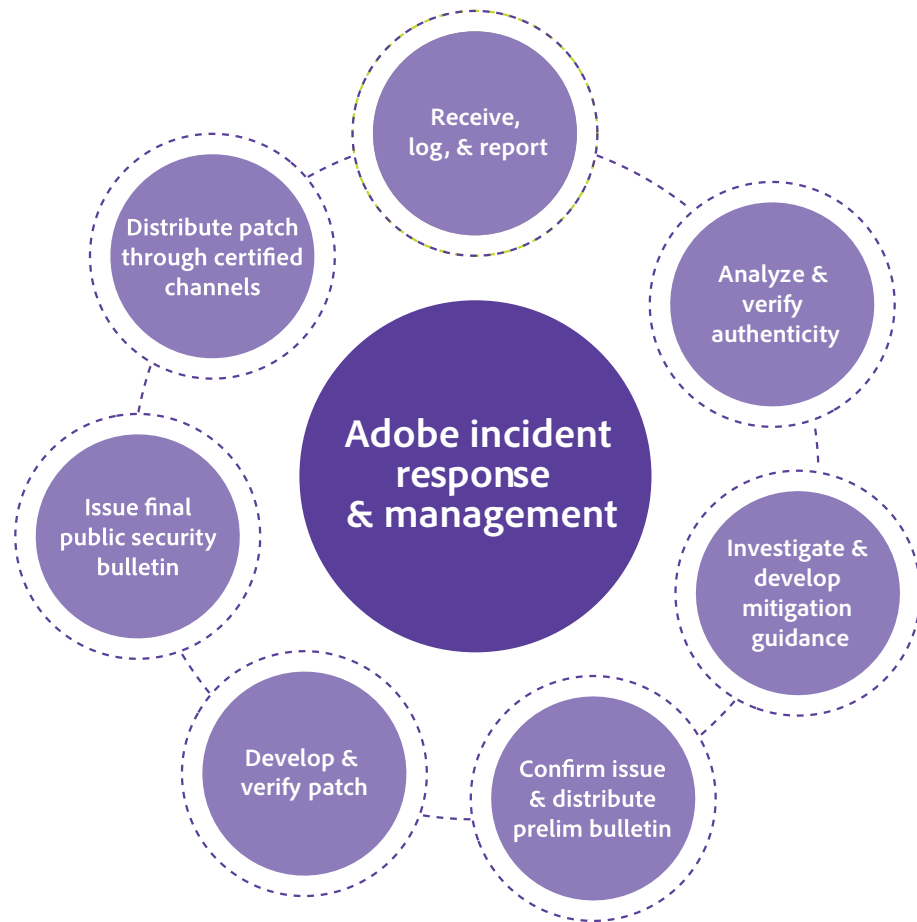 Receive,
log, & report
Analyze &
verify
authenticity
Investigate &
develop
mitigation
guidance
Confirm issue
& distribute
prelim bulletin
Develop &
verify patch
Issue final
public security
bulletin
Distribute patch
through certified
channels
Adobe incident
response
& management